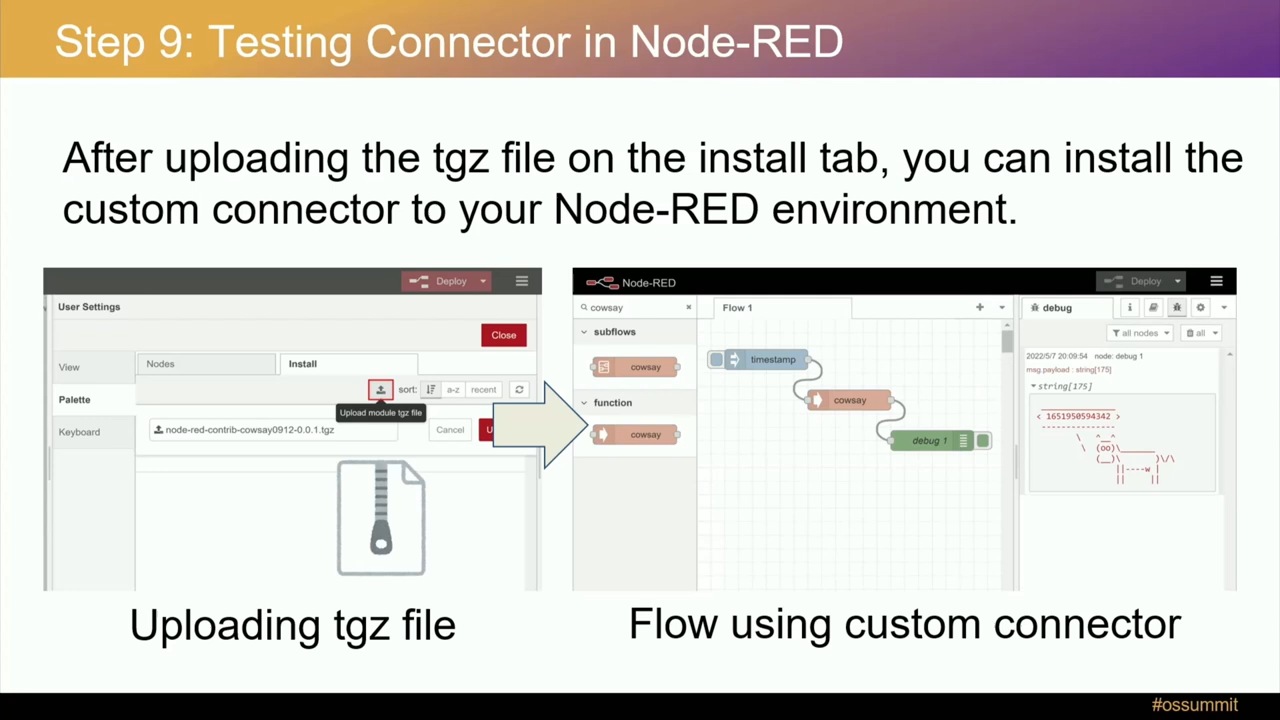 Step 9: Testing Connector in Node-RED
After uploading the tgz file on the install tab, you can install the
custom connector to your Node-RED environment.
Deploy
User Settings
Close
View
Nodes
Install
sort:
a-z
recent
Palette
Upload module tgz file
Keyboard
node-red-contrib-cowsay0912-0.0.1.tgz
Cancel
U
Uploading tgz file
Node-RED
Deploy
cowsay
Flow 1
debug
subflows
cowsay
function
cowsay
timestamp
cowsay
debug 1
all nodes
all
2022/5/7 20:09:54 node: debug 1
msg.payload : string[175]
string[175]
< 1651950594342 >
---------------
\ ^__^
\ (oo)\_______
(__)\ )\/\
||----w |
|| ||
Flow using custom connector
#ossummit